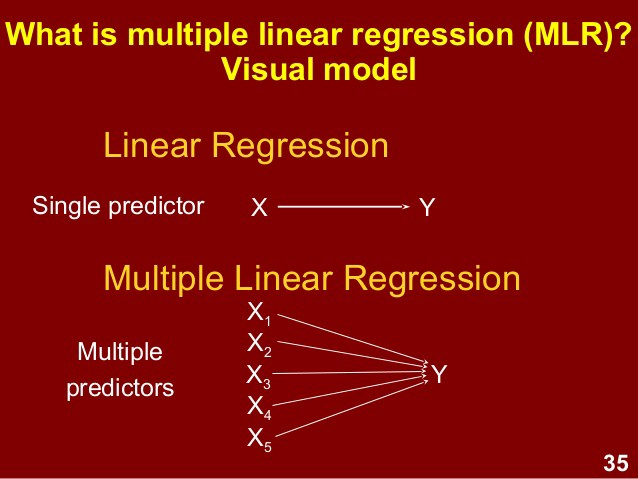 What is multiple linear regression (MLR)?
Visual model
Linear Regression
Single predictor X Y
Multiple Linear Regression
X1
X2
Multiple
predictors
X3 Y
X4
X5
35